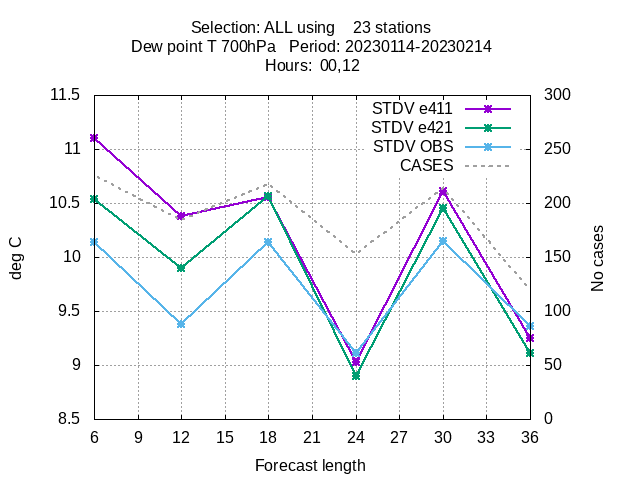 Selection: ALL using    23 stations
Dew point T 700hPa   Period: 20230114-20230214
Hours:  00,12
STDV e411
STDV e421
STDV OBS
CASES
11.5
11
10.5
10
9.5
9
8.5
300
250
200
150
100
50
0
deg C
No cases
6 9 12 15 18 21 24 27 30 33 36
Forecast length